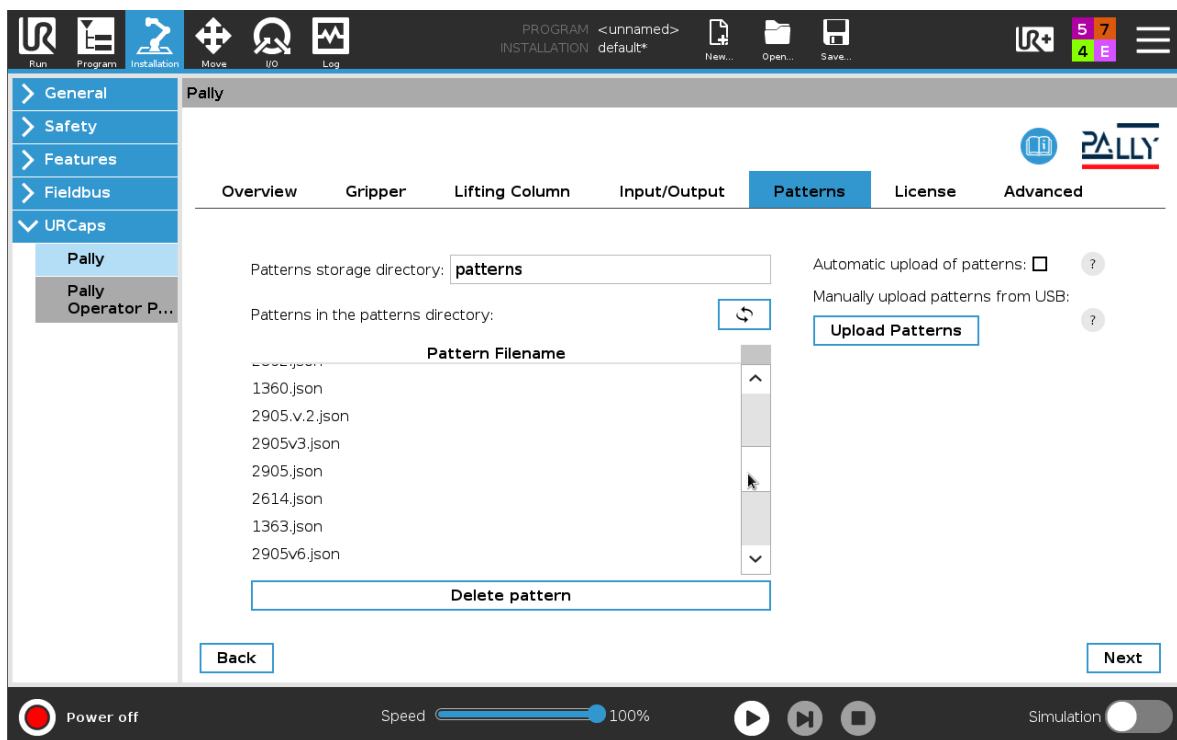 PROGRAM <unnamed>
INSTALLATION default*
Run Program Installation Move I/O Log New... Open... Save...
UR+
5 7
4 E
General
Safety
Features
Fieldbus
URCaps
Pally
Pally
Operator P...
Pally
PALLY
Overview Gripper Lifting Column Input/Output Patterns License Advanced
Patterns storage directory: patterns
Automatic upload of patterns: ?
Patterns in the patterns directory:
Manually upload patterns from USB:
Upload Patterns ?
Pattern Filename
1360.json
2905.v.2.json
2905v3.json
2905.json
2614.json
1363.json
2905v6.json
Delete pattern
Back Next
Power off Speed 100% Simulation